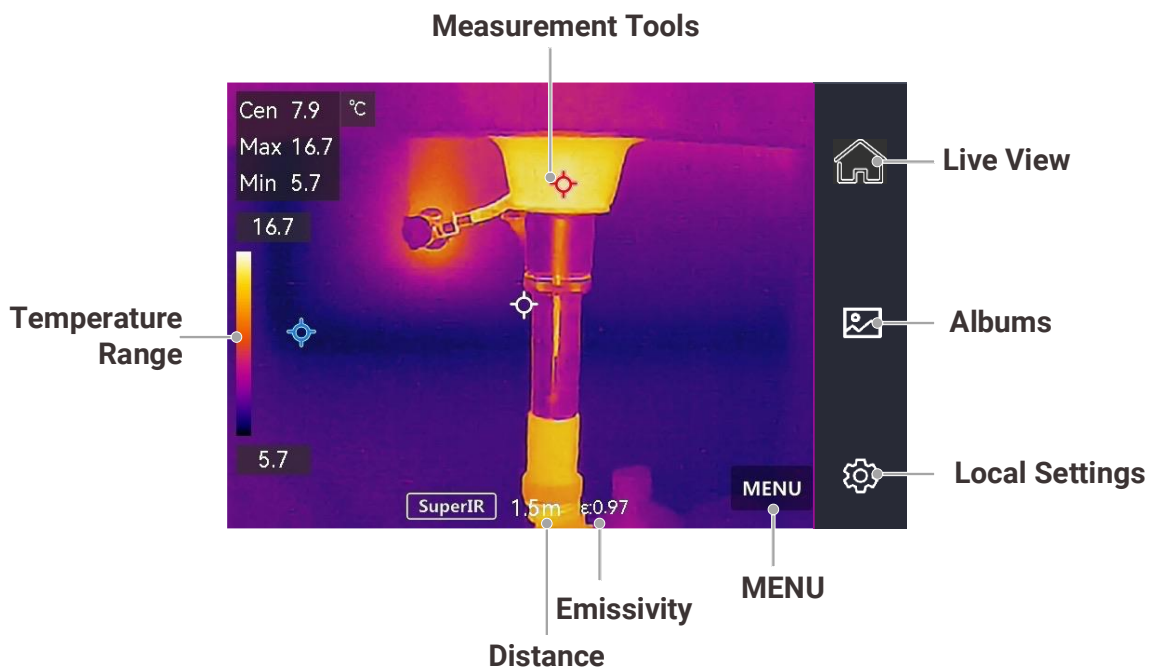 Measurement Tools
Cen 7.9 °C
Max 16.7
Min 5.7
16.7
Live View
Temperature
Range
Albums
5.7
Local Settings
MENU
SuperIR 1.5m ε:0.97
MENU
Emissivity
Distance